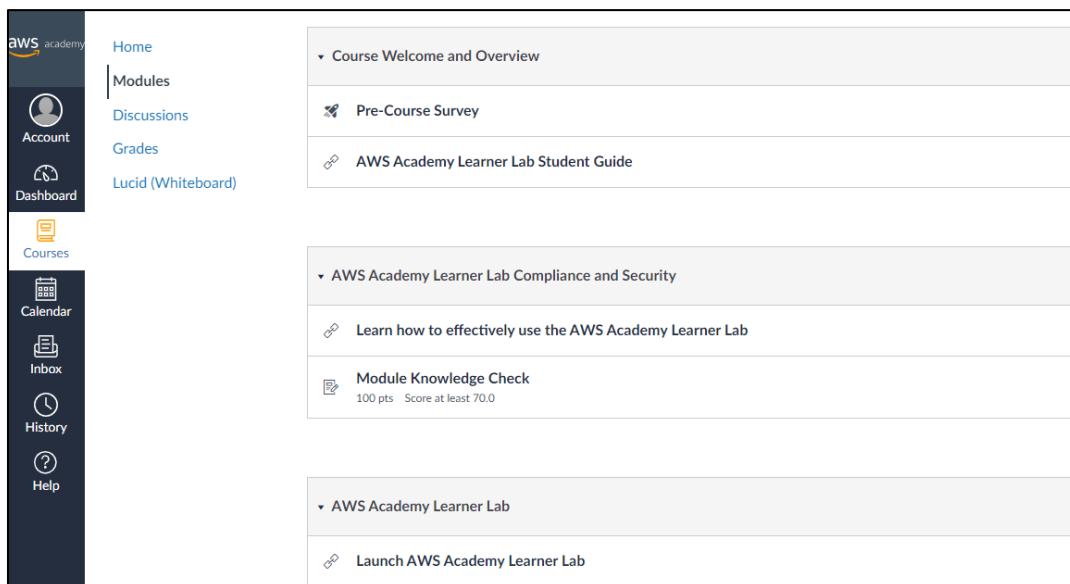 aws academy
Account
Dashboard
Courses
Calendar
Inbox
History
Help
Home
Modules
Discussions
Grades
Lucid (Whiteboard)
Course Welcome and Overview
Pre-Course Survey
AWS Academy Learner Lab Student Guide
AWS Academy Learner Lab Compliance and Security
Learn how to effectively use the AWS Academy Learner Lab
Module Knowledge Check
100 pts Score at least 70.0
AWS Academy Learner Lab
Launch AWS Academy Learner Lab